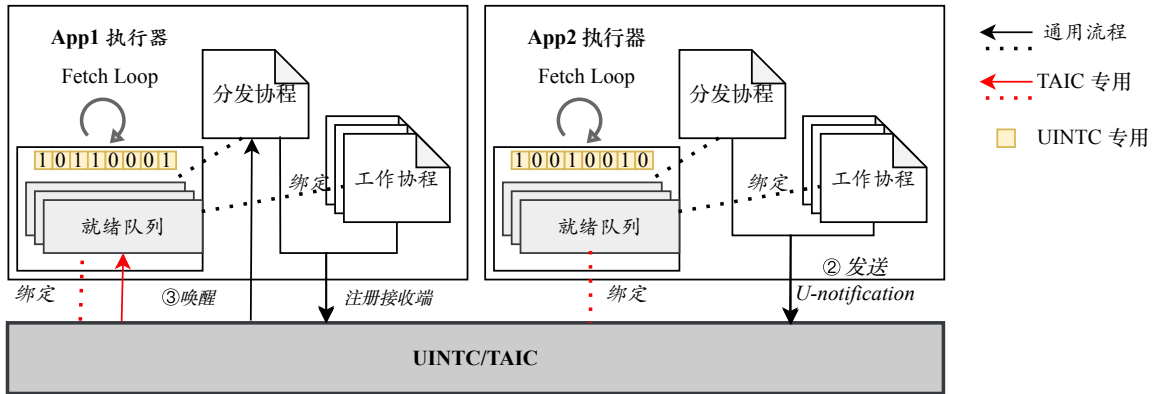 App1 执行器
Fetch Loop
分发协程
10110001
绑定
工作协程
就绪队列
绑定
③唤醒
注册接收端
App2 执行器
Fetch Loop
分发协程
10010010
绑定
工作协程
就绪队列
绑定
② 发送
U-notification
UINTC/TAIC
通用流程
TAIC 专用
UINTC 专用